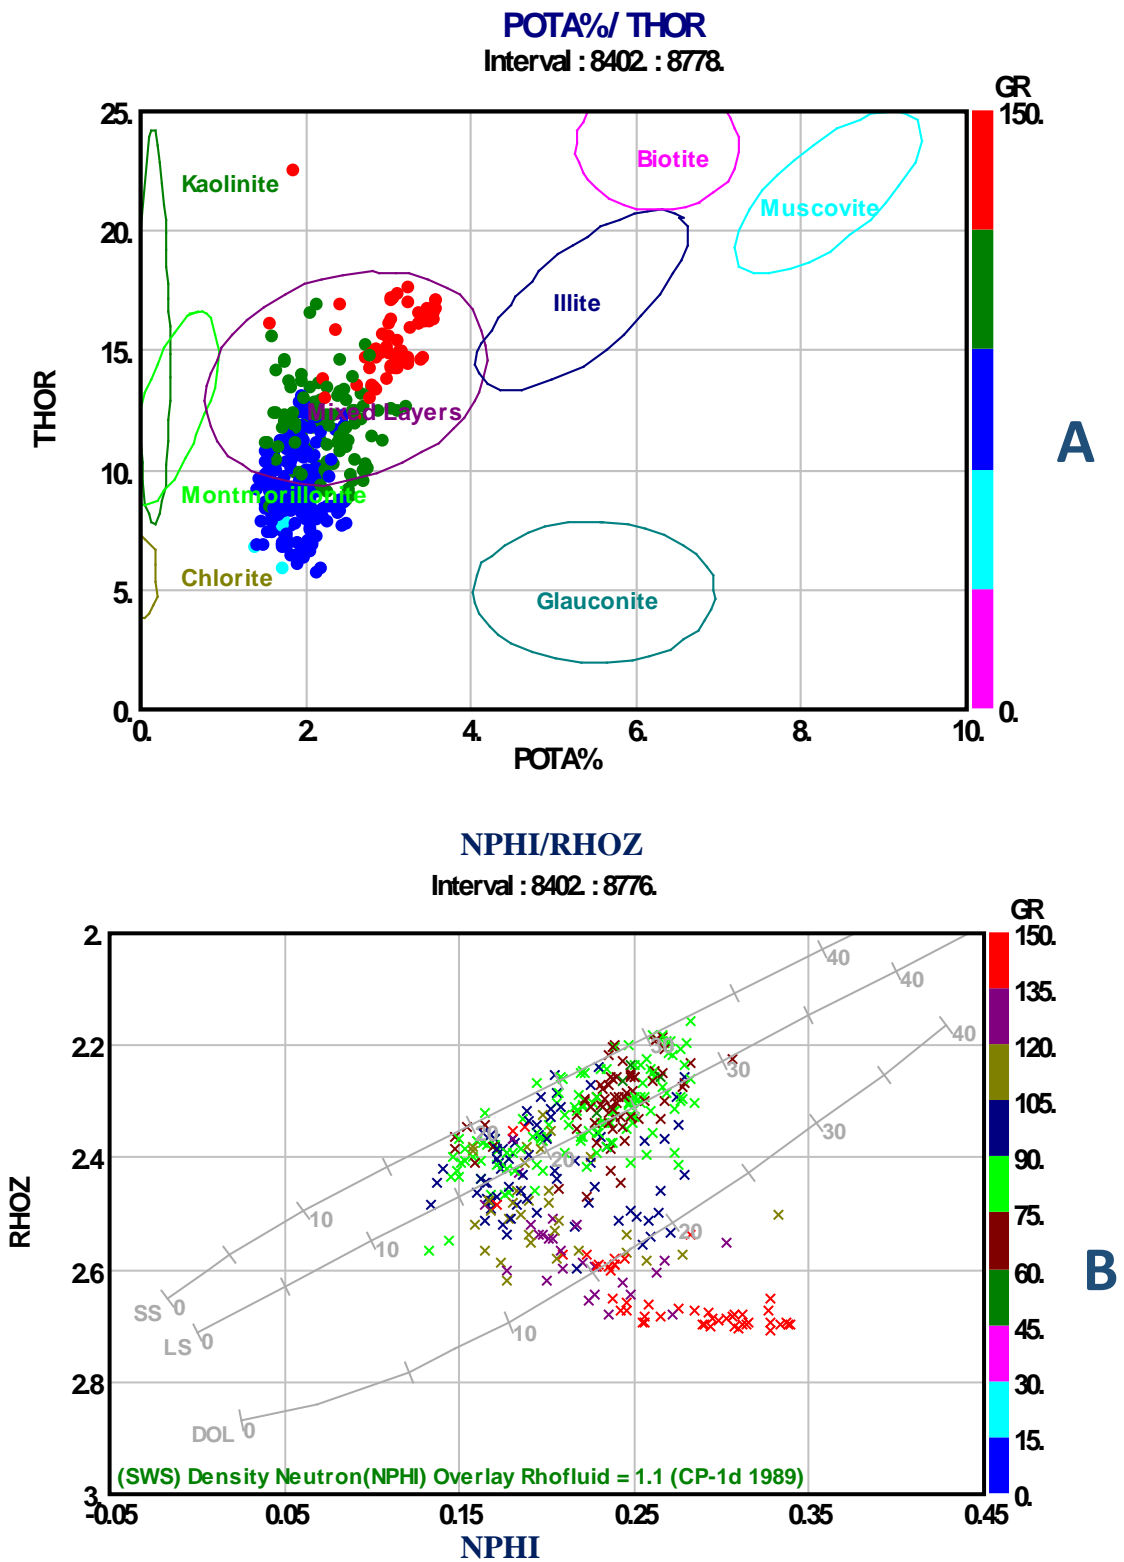 POTA%/ THOR
Interval : 8402. : 8778.
GR
150.
25.
20.
15.
10.
5.
0.
THOR
Kaolinite
Biotite
Muscovite
Illite
Mixed Layers
Montmorillonite
Chlorite
Glauconite
0.
0. 2. 4. 6. 8. 10.
POTA%
A
NPHI/RHOZ
Interval : 8402. : 8776.
GR
150.
135.
120.
105.
90.
75.
60.
45.
30.
15.
0.
2.
2.2
2.4
2.6
2.8
3.
RHOZ
40
40
40
30
30
30
20
20
20
10
10
10
SS 0
LS 0
DOL 0
(SWS) Density Neutron(NPHI) Overlay Rhofluid = 1.1 (CP-1d 1989)
-0.05 0.05 0.15 0.25 0.35 0.45
NPHI
B